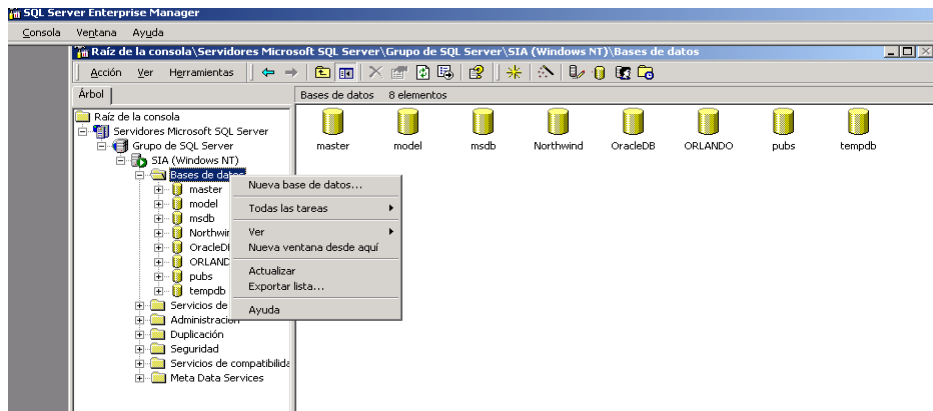 SQL Server Enterprise Manager
Consola Ventana Ayuda
Raíz de la consola\Servidores Microsoft SQL Server\Grupo de SQL Server\SIA (Windows NT)\Bases de datos
Acción Ver Herramientas
Árbol
Bases de datos 8 elementos
Raíz de la consola
Servidores Microsoft SQL Server
Grupo de SQL Server
SIA (Windows NT)
Bases de datos
master
model
msdb
Northwin
OracleD
ORLAND
pubs
tempdb
Servicios de
Administración
Duplicación
Seguridad
Servicios de compatibilida
Meta Data Services
Nueva base de datos...
Todas las tareas
Ver
Nueva ventana desde aquí
Actualizar
Exportar lista...
Ayuda
master model msdb Northwind OracleDB ORLANDO pubs tempdb